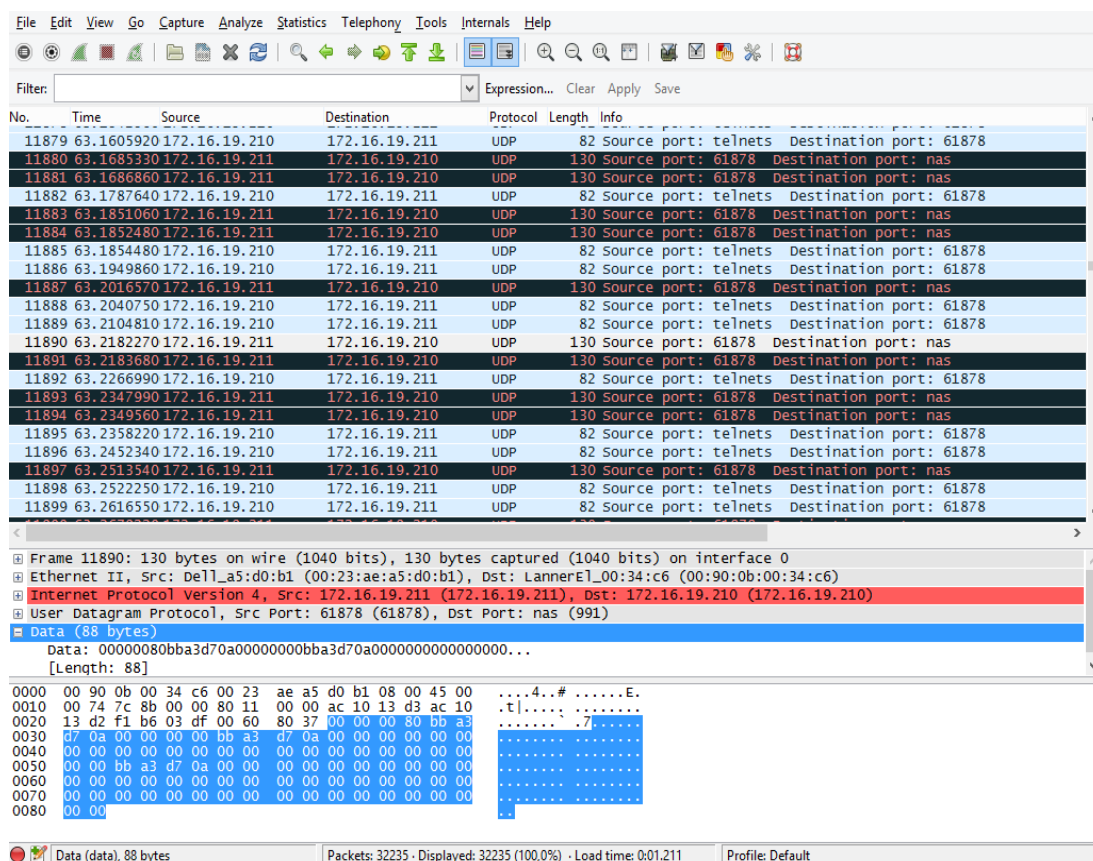 File Edit View Go Capture Analyze Statistics Telephony Tools Internals Help
Filter: Expression... Clear Apply Save
No. Time Source Destination Protocol Length Info
11879 63.1605920 172.16.19.210 172.16.19.211 UDP 82 Source port: telnets Destination port: 61878
11880 63.1685330 172.16.19.211 172.16.19.210 UDP 130 Source port: 61878 Destination port: nas
11881 63.1686860 172.16.19.211 172.16.19.210 UDP 130 Source port: 61878 Destination port: nas
11882 63.1787640 172.16.19.210 172.16.19.211 UDP 82 Source port: telnets Destination port: 61878
11883 63.1851060 172.16.19.211 172.16.19.210 UDP 130 Source port: 61878 Destination port: nas
11884 63.1852480 172.16.19.211 172.16.19.210 UDP 130 Source port: 61878 Destination port: nas
11885 63.1854480 172.16.19.210 172.16.19.211 UDP 82 Source port: telnets Destination port: 61878
11886 63.1949860 172.16.19.210 172.16.19.211 UDP 82 Source port: telnets Destination port: 61878
11887 63.2016570 172.16.19.211 172.16.19.210 UDP 130 Source port: 61878 Destination port: nas
11888 63.2040750 172.16.19.210 172.16.19.211 UDP 82 Source port: telnets Destination port: 61878
11889 63.2104810 172.16.19.210 172.16.19.211 UDP 82 Source port: telnets Destination port: 61878
11890 63.2182270 172.16.19.211 172.16.19.210 UDP 130 Source port: 61878 Destination port: nas
11891 63.2183680 172.16.19.211 172.16.19.210 UDP 130 Source port: 61878 Destination port: nas
11892 63.2266990 172.16.19.210 172.16.19.211 UDP 82 Source port: telnets Destination port: 61878
11893 63.2347990 172.16.19.211 172.16.19.210 UDP 130 Source port: 61878 Destination port: nas
11894 63.2349560 172.16.19.211 172.16.19.210 UDP 130 Source port: 61878 Destination port: nas
11895 63.2358220 172.16.19.210 172.16.19.211 UDP 82 Source port: telnets Destination port: 61878
11896 63.2452340 172.16.19.210 172.16.19.211 UDP 82 Source port: telnets Destination port: 61878
11897 63.2513540 172.16.19.211 172.16.19.210 UDP 130 Source port: 61878 Destination port: nas
11898 63.2522250 172.16.19.210 172.16.19.211 UDP 82 Source port: telnets Destination port: 61878
11899 63.2616550 172.16.19.210 172.16.19.211 UDP 82 Source port: telnets Destination port: 61878
Frame 11890: 130 bytes on wire (1040 bits), 130 bytes captured (1040 bits) on interface 0
Ethernet II, Src: Dell_a5:d0:b1 (00:23:ae:a5:d0:b1), Dst: LannerEl_00:34:c6 (00:90:0b:00:34:c6)
Internet Protocol Version 4, Src: 172.16.19.211 (172.16.19.211), Dst: 172.16.19.210 (172.16.19.210)
User Datagram Protocol, Src Port: 61878 (61878), Dst Port: nas (991)
Data (88 bytes)
Data: 00000080bba3d70a00000000bba3d70a0000000000000000...
[Length: 88]
0000 00 90 0b 00 34 c6 00 23 ae a5 d0 b1 08 00 45 00 ....4..# ......E.
0010 00 74 7c 8b 00 00 80 11 00 00 ac 10 13 d3 ac 10 .t|..... ........
0020 13 d2 f1 b6 03 df 00 60 80 37 00 00 00 80 bb a3 .......` .7......
0030 d7 0a 00 00 00 00 bb a3 d7 0a 00 00 00 00 00 00 ........ ........
0040 00 00 00 00 00 00 00 00 00 00 00 00 00 00 00 00 ........ ........
0050 00 00 bb a3 d7 0a 00 00 00 00 00 00 00 00 00 00 ........ ........
0060 00 00 00 00 00 00 00 00 00 00 00 00 00 00 00 00 ........ ........
0070 00 00 00 00 00 00 00 00 00 00 00 00 00 00 00 00 ........ ........
0080 00 00 ..
Data (data), 88 bytes Packets: 32235 · Displayed: 32235 (100.0%) · Load time: 0:01.211 Profile: Default